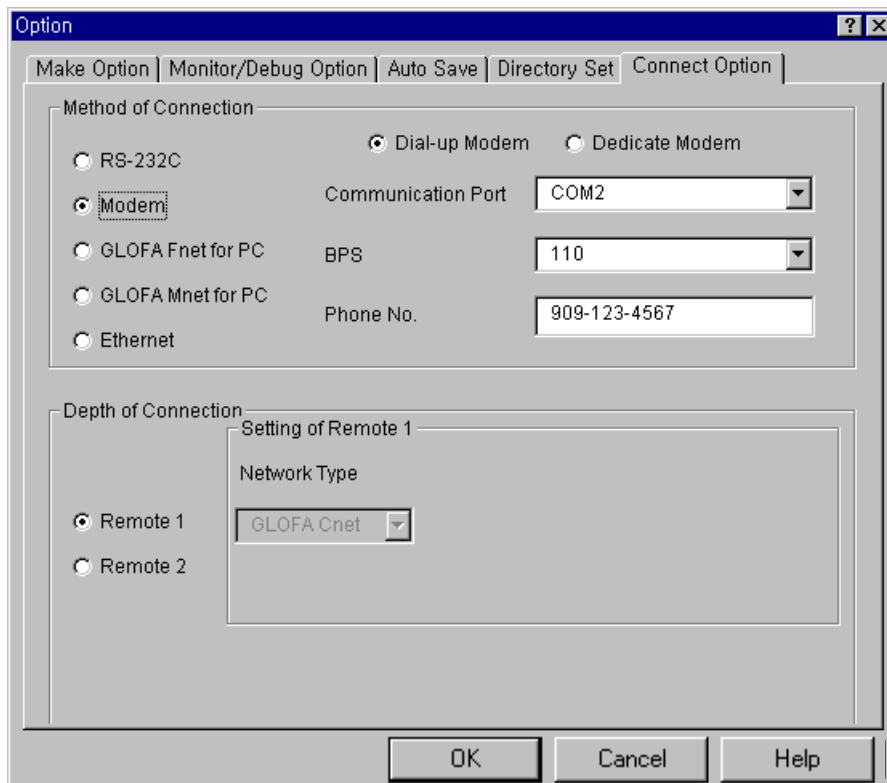 Option
Make Option Monitor/Debug Option Auto Save Directory Set Connect Option
Method of Connection
Dial-up Modem Dedicate Modem
RS-232C
Communication Port COM2
Modem
GLOFA Fnet for PC BPS 110
GLOFA Mnet for PC
Phone No. 909-123-4567
Ethernet
Depth of Connection
Setting of Remote 1
Network Type
Remote 1 GLOFA Cnet
Remote 2
OK Cancel Help